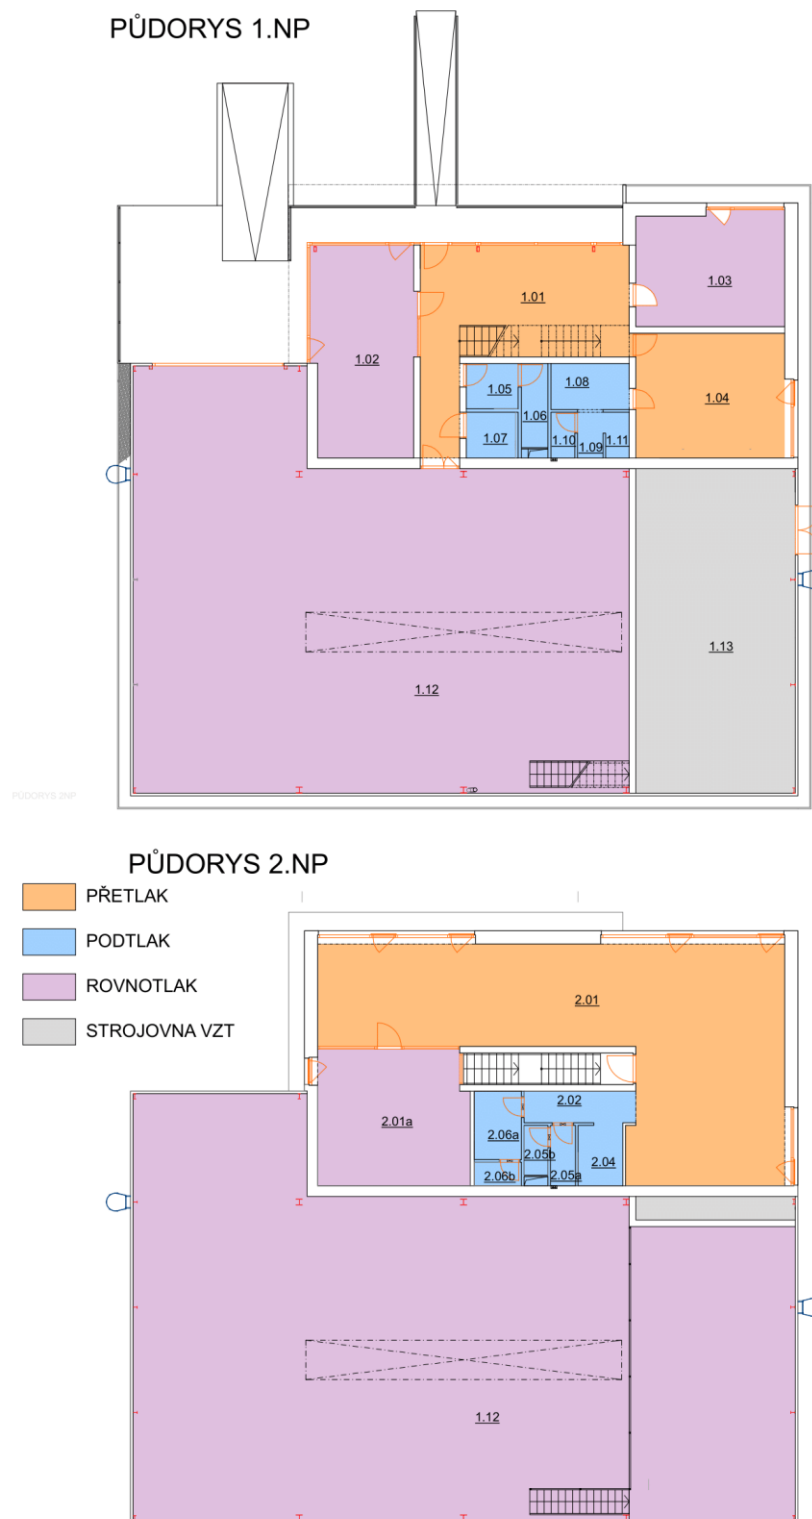 PŮDORYS 1.NP
1.01
1.02
1.03
1.04
1.05
1.06
1.07
1.08
1.10
1.09
1.11
1.12
1.13
PŮDORYS 2NP
PŮDORYS 2.NP
PŘETLAK
PODTLAK
ROVNOTLAK
STROJOVNA VZT
2.01
2.01a
2.02
2.06a
2.05b
2.04
2.06b
2.05a
1.12